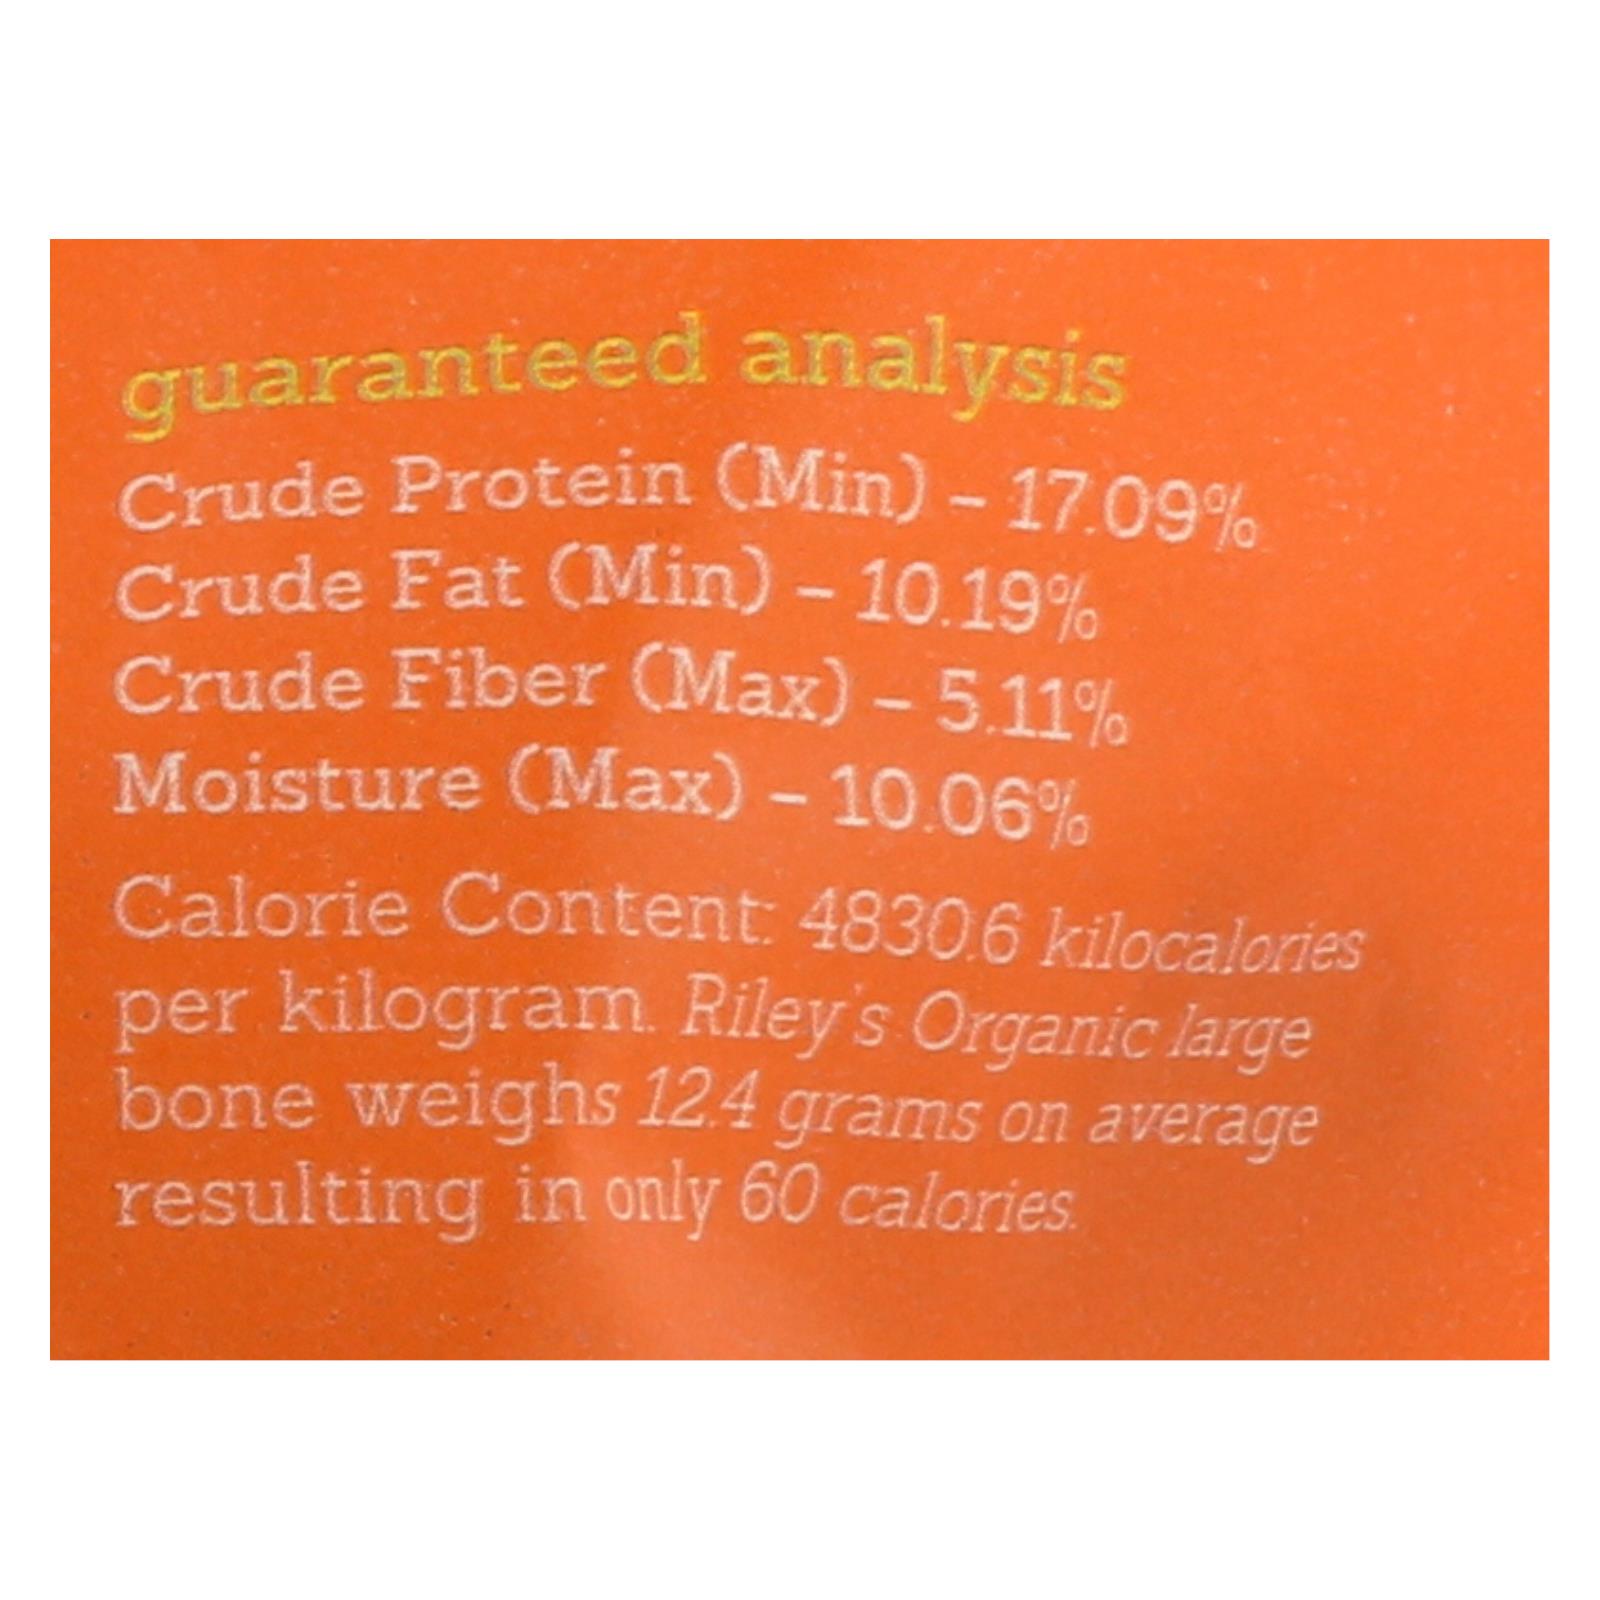 guaranteed analysis
Crude Protein (Min) – 17.09%
Crude Fat (Min) – 10.19%
Crude Fiber (Max) – 5.11%
Moisture (Max) – 10.06%
Calorie Content: 4830.6 kilocalories
per kilogram. Riley's Organic large
bone weighs 12.4 grams on average
resulting in only 60 calories.